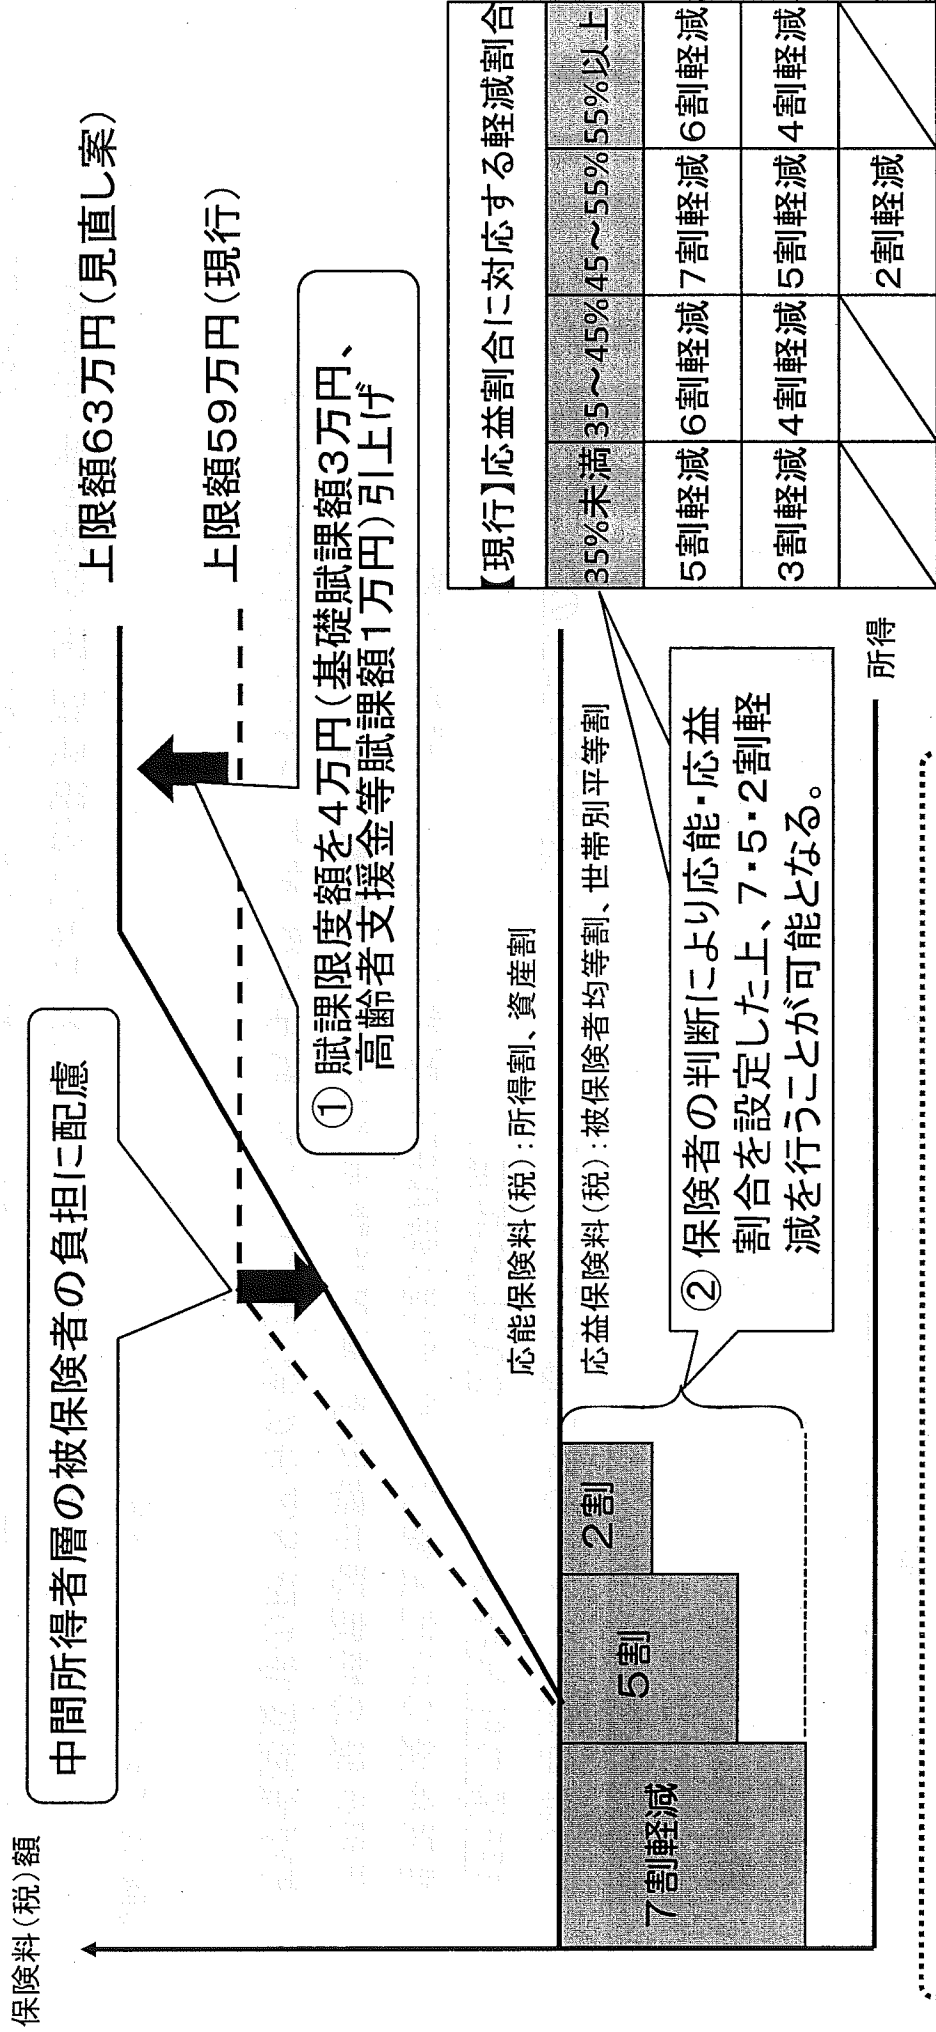 保険料(税)額
中間所得者層の被保険者の負担に配慮
上限額63万円(見直し案)
上限額59万円(現行)
① 賦課限度額を4万円(基礎賦課額3万円、
高齢者支援金等賦課額1万円)引上げ
応能保険料(税):所得割、資産割
応益保険料(税):被保険者均等割、世帯別平等割
7割軽減
5割
2割
② 保険者の判断により応能・応益
割合を設定した上、7・5・2割軽
減を行うことが可能となる。
所得
【現行】応益割合に対応する軽減割合
35%未満 35～45% 45～55% 55%以上
5割軽減 6割軽減 7割軽減 6割軽減
3割軽減 4割軽減 5割軽減 4割軽減
2割軽減